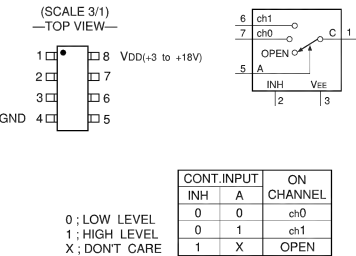 (SCALE 3/1)
—TOP VIEW—
1 8 VDD(+3 to +18V)
2 7
3 6
GND 4 5
6 ch1
7 ch0 C 1
OPEN
5 A
INH VEE
2 3
0 ; LOW LEVEL
1 ; HIGH LEVEL
X ; DON'T CARE
CONT.INPUT ON CHANNEL
INH A
0 0 ch0
0 1 ch1
1 X OPEN